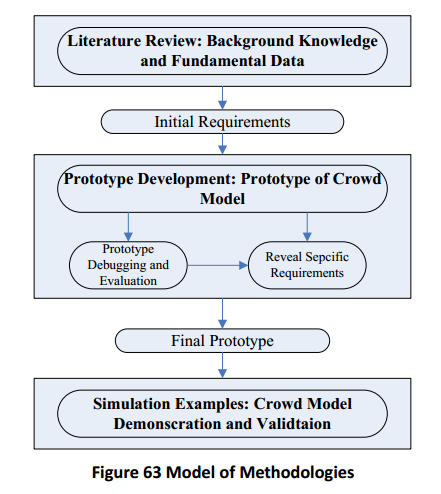 Literature Review: Background Knowledge
and Fundamental Data
Initial Requirements
Prototype Development: Prototype of Crowd
Model
Prototype
Debugging and
Evaluation
Reveal Sepcific
Requirements
Final Prototype
Simulation Examples: Crowd Model
Demonscration and Validtaion
Figure 63 Model of Methodologies